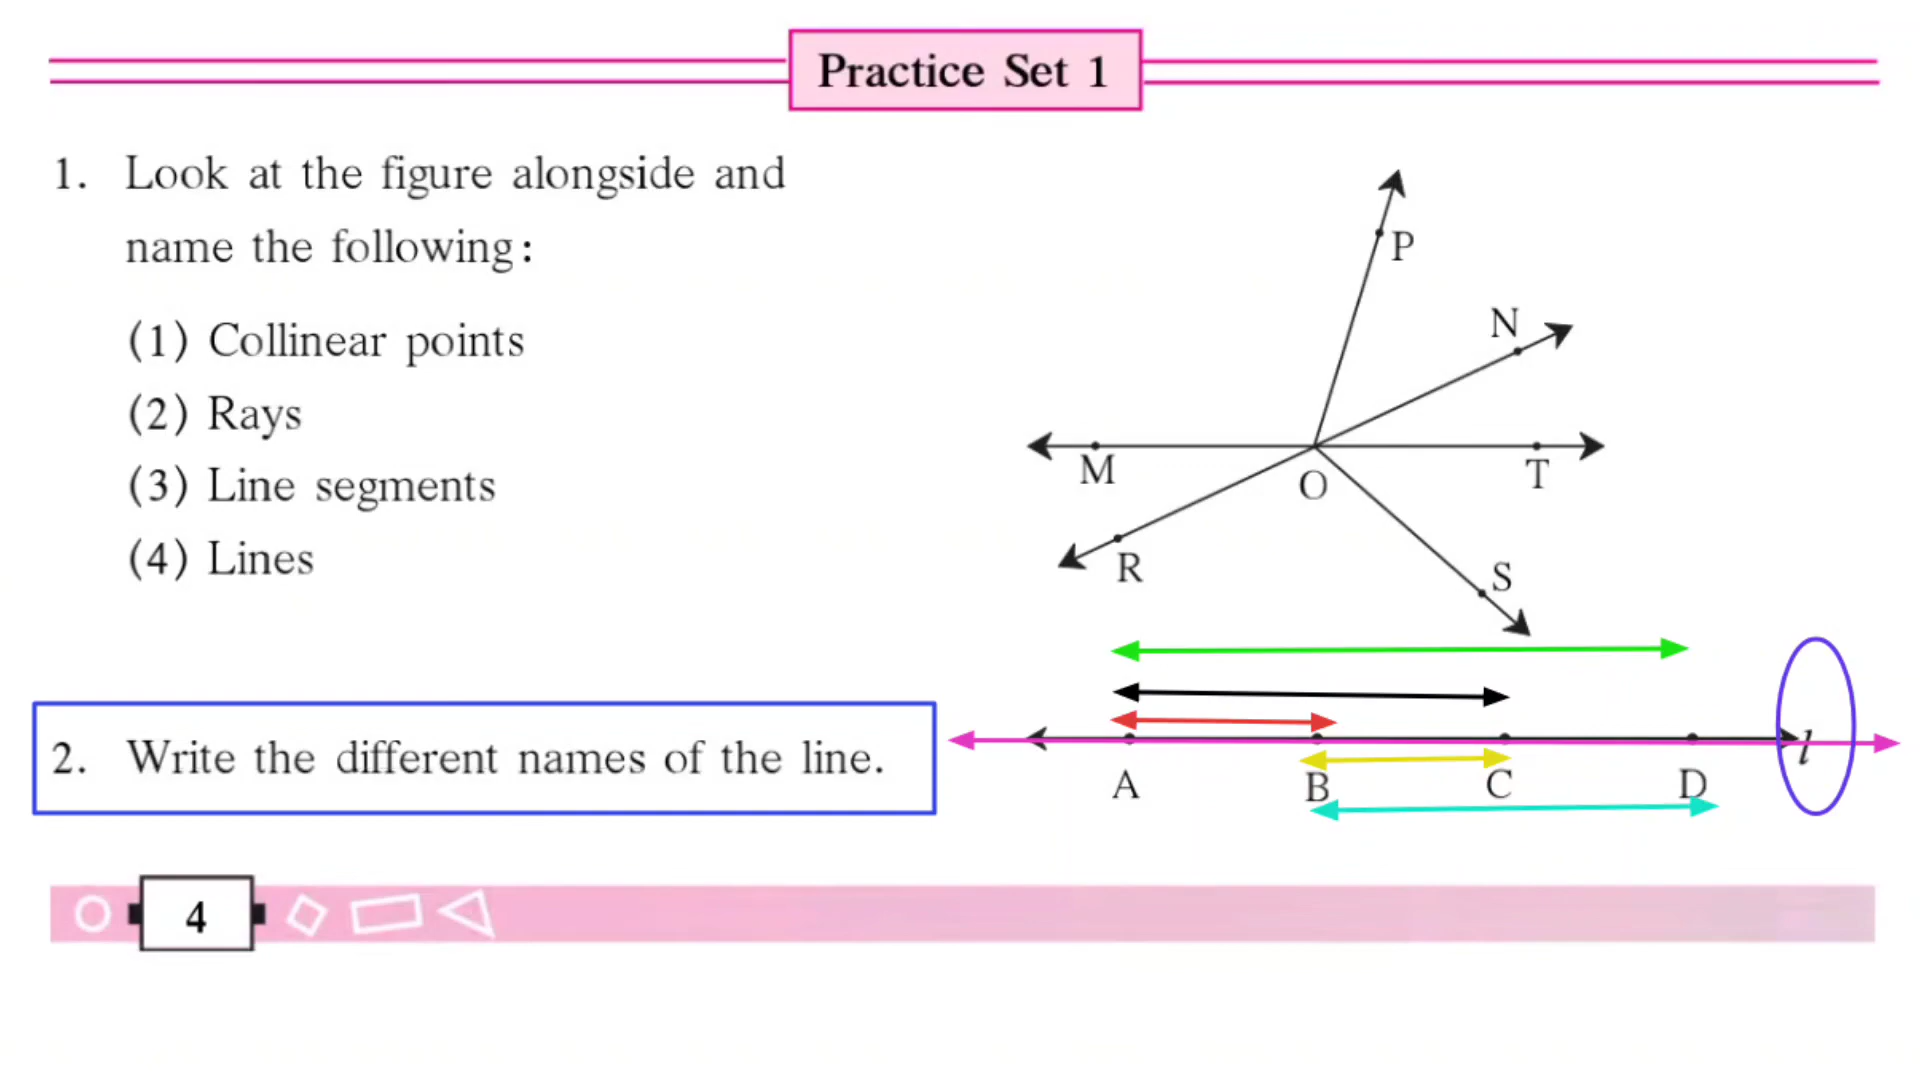 Practice Set 1
1. Look at the figure alongside and
name the following:
(1) Collinear points
(2) Rays
(3) Line segments
(4) Lines
P
N
M
O
T
R
S
2. Write the different names of the line.
l
A B C D
4